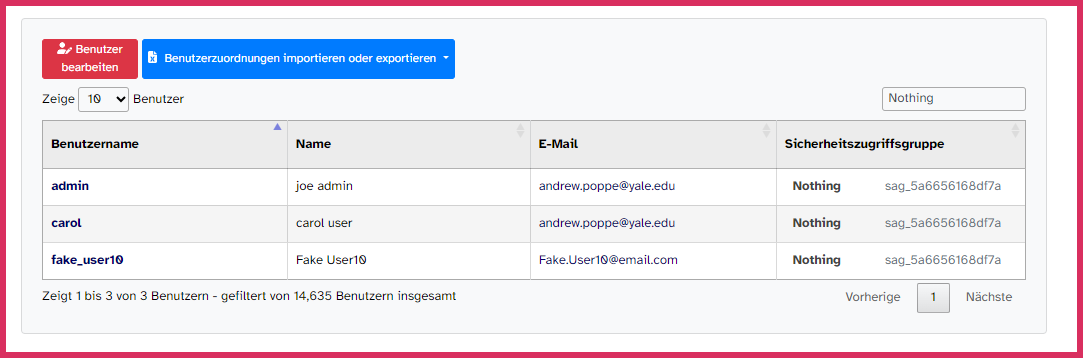 Benutzer
bearbeiten
Benutzerzuordnungen importieren oder exportieren
Zeige 10 Benutzer
Nothing
Benutzername Name E-Mail Sicherheitszugriffsgruppe
admin joe admin andrew.poppe@yale.edu Nothing sag_5a6656168df7a
carol carol user andrew.poppe@yale.edu Nothing sag_5a6656168df7a
fake_user10 Fake User10 Fake.User10@email.com Nothing sag_5a6656168df7a
Zeigt 1 bis 3 von 3 Benutzern - gefiltert von 14,635 Benutzern insgesamt
Vorherige 1 Nächste